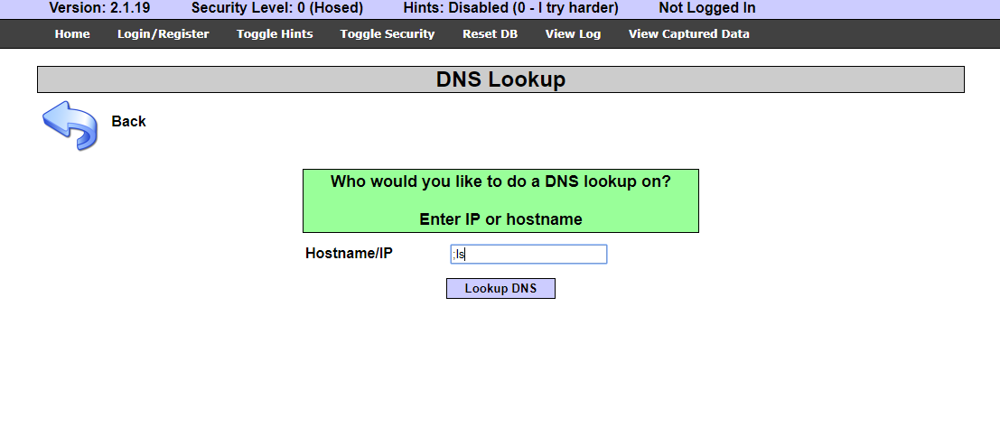 Version: 2.1.19 Security Level: 0 (Hosed) Hints: Disabled (0 - I try harder) Not Logged In
Home Login/Register Toggle Hints Toggle Security Reset DB View Log View Captured Data
DNS Lookup
Back
Who would you like to do a DNS lookup on?
Enter IP or hostname
Hostname/IP ;ls
Lookup DNS